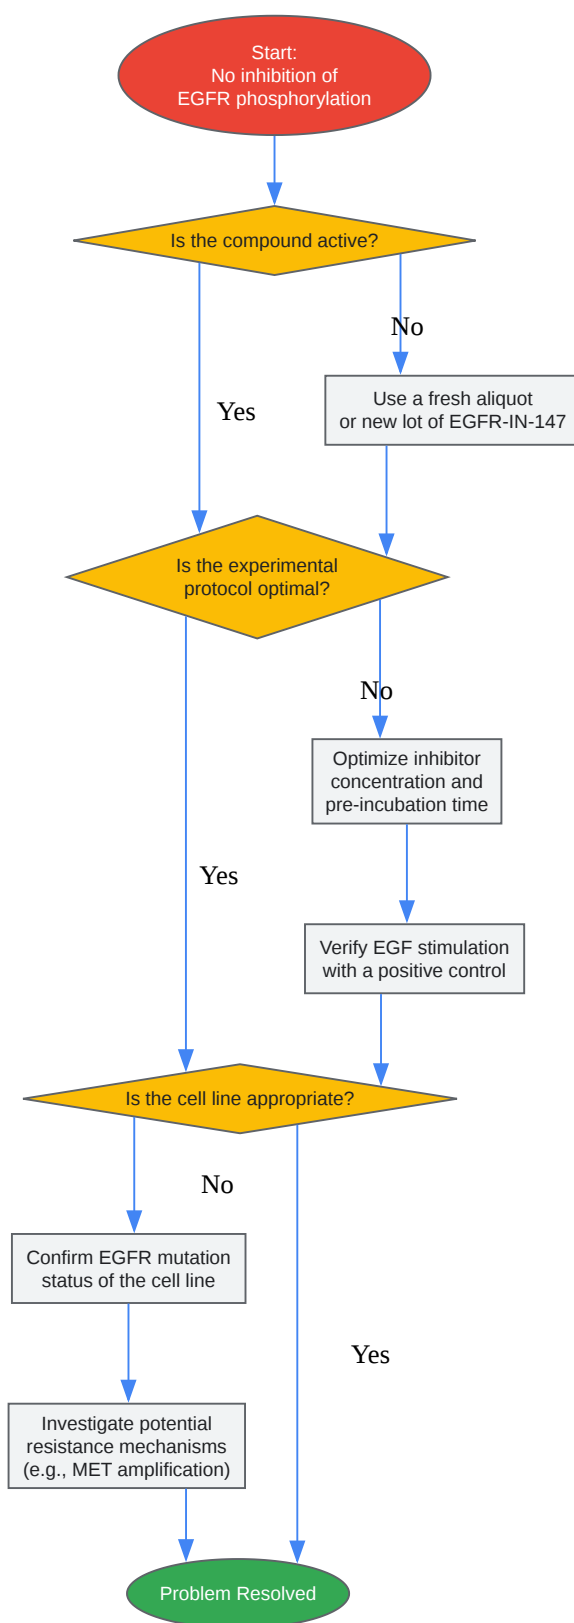 Start:
No inhibition of
EGFR phosphorylation
Is the compound active?
No
Use a fresh aliquot
or new lot of EGFR-IN-147
Yes
Is the experimental
protocol optimal?
No
Optimize inhibitor
concentration and
pre-incubation time
Yes
Verify EGF stimulation
with a positive control
Is the cell line appropriate?
No
Confirm EGFR mutation
status of the cell line
Yes
Investigate potential
resistance mechanisms
(e.g., MET amplification)
Problem Resolved